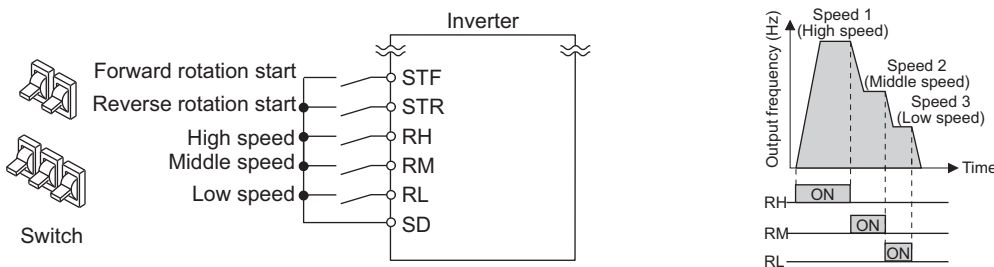 Inverter
Forward rotation start
STF
Reverse rotation start
STR
High speed
RH
Middle speed
RM
Low speed
RL
SD
Switch
Output frequency (Hz)
Speed 1
(High speed)
Speed 2
(Middle speed)
Speed 3
(Low speed)
Time
RH
ON
RM
ON
RL
ON